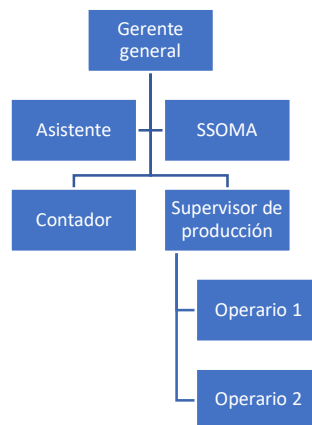 Gerente
general
Asistente
SSOMA
Contador
Supervisor de
producción
Operario 1
Operario 2